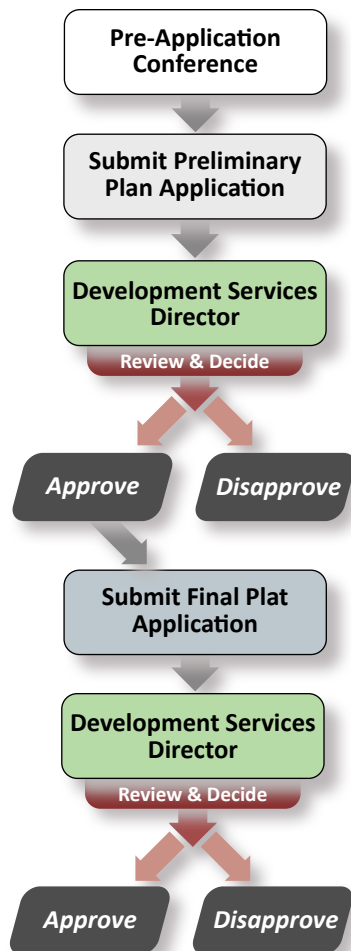 Pre-Application
Conference
Submit Preliminary
Plan Application
Development Services
Director
Review & Decide
Approve
Disapprove
Submit Final Plat
Application
Development Services
Director
Review & Decide
Approve
Disapprove